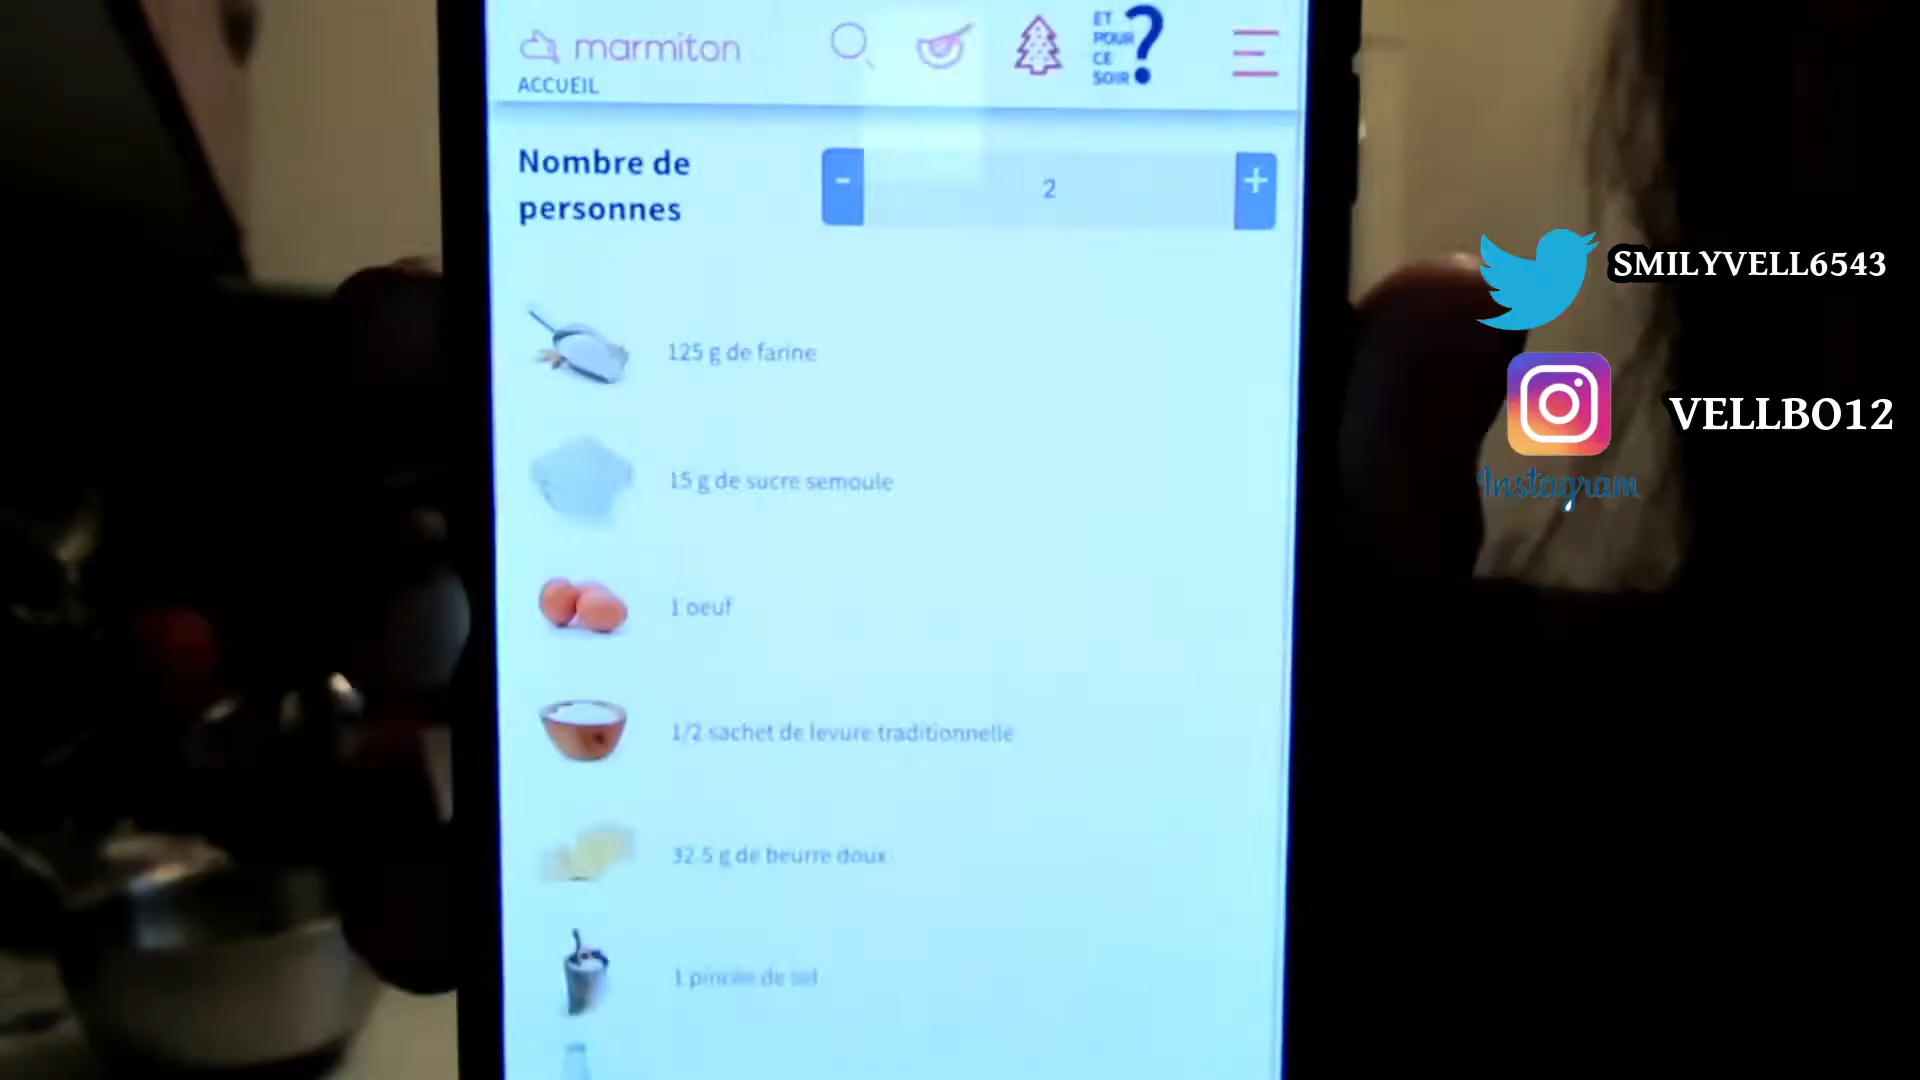 marmiton
ET
POUR
CE
SOIR
?
ACCUEIL
Nombre de
personnes
-
2
+
125 g de farine
15 g de sucre semoule
1 oeuf
1/2 sachet de levure traditionnelle
32.5 g de beurre doux
1 pincée de sel
SMILYVELL6543
VELLBO12
Instagram